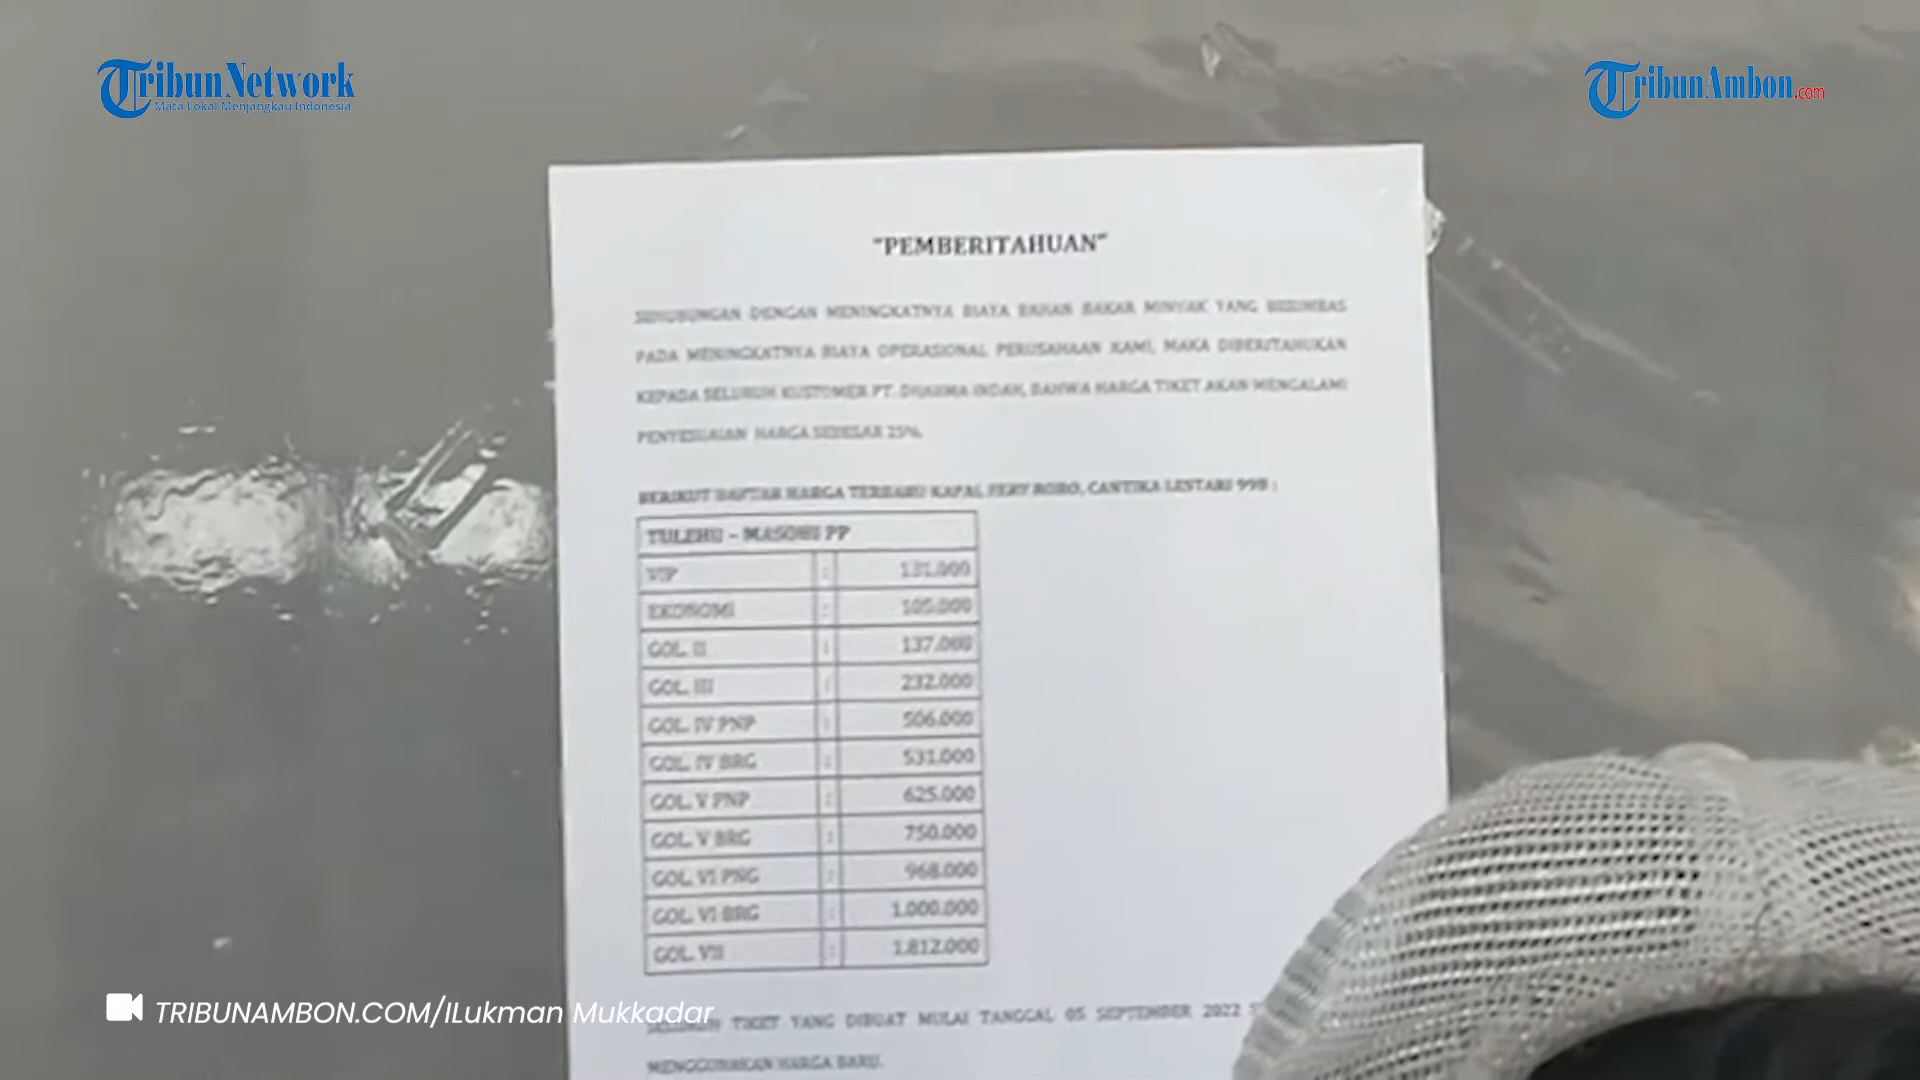 TribunNetwork
Mata Lokal Menjangkau Indonesia
TribunAmbon.com
"PEMBERITAHUAN"
SEHUBUNGAN DENGAN MENINGKATNYA BIAYA BAHAN BAKAR MINYAK YANG BERIMBAS
PADA MENINGKATNYA BIAYA OPERASIONAL PERUSAHAAN KAMI, MAKA DIBERITAHUKAN
KEPADA SELURUH KUSTOMER PT. DHARMA INDAH, BAHWA HARGA TIKET AKAN MENGALAMI
PENYESUAIAN HARGA SEBESAR 25%.
BERIKUT DAFTAR HARGA TERBARU KAPAL FERY RORO, CANTIKA LESTARI 99B :
TULEHU - MASOHI PP
VIP : 131.000
EKONOMI : 105.000
GOL. II : 137.000
GOL. III : 232.000
GOL. IV PNP : 506.000
GOL. IV BRG : 531.000
GOL. V PNP : 625.000
GOL. V BRG : 750.000
GOL. VI PNG : 968.000
GOL. VI BRG : 1.000.000
GOL. VII : 1.812.000
TIKET YANG DIBUAT MULAI TANGGAL 05 SEPTEMBER 2022
MENGGUNAKAN HARGA BARU.
TRIBUNAMBON.COM/ILukman Mukkadar